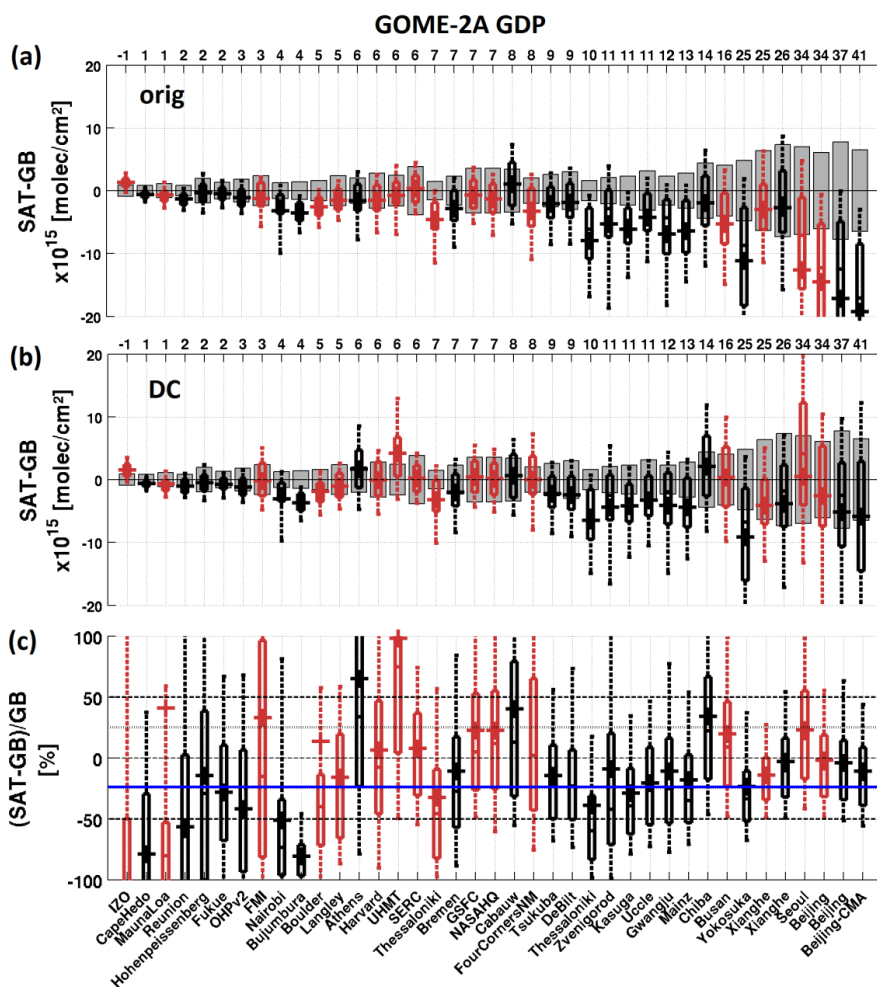 GOME-2A GDP
(a)
-1 1 1 2 2 2 3 3 4 4 5 5 6 6 6 6 7 7 7 7 8 8 9 9 10 11 11 11 12 13 14 16 25 25 26 34 34 37 41
20
orig
10
0
-10
-20
SAT-GB
x10¹⁵ [molec/cm²]
(b)
-1 1 1 2 2 2 3 3 4 4 5 5 6 6 6 6 7 7 7 7 8 8 9 9 10 11 11 11 12 13 14 16 25 25 26 34 34 37 41
20
DC
10
0
-10
-20
SAT-GB
x10¹⁵ [molec/cm²]
(c)
100
50
0
-50
-100
(SAT-GB)/GB
[%]
IZO
CapeHedo
MaunaLoa
Reunion
Hohenpeissenberg
Fukue
OHPv2
FMI
Nairobi
Bujumbura
Boulder
Langley
Athens
Harvard
UHMT
SERC
Thessaloniki
Bremen
GSFC
NASAHQ
Cabauw
FourCornersNM
Tsukuba
DeBilt
Thessaloniki
Zvenigorod
Kasuga
Uccle
Gwangju
Mainz
Chiba
Busan
Yokosuka
Xianghe
Xianghe
Seoul
Beijing
Beijing
Beijing-CMA